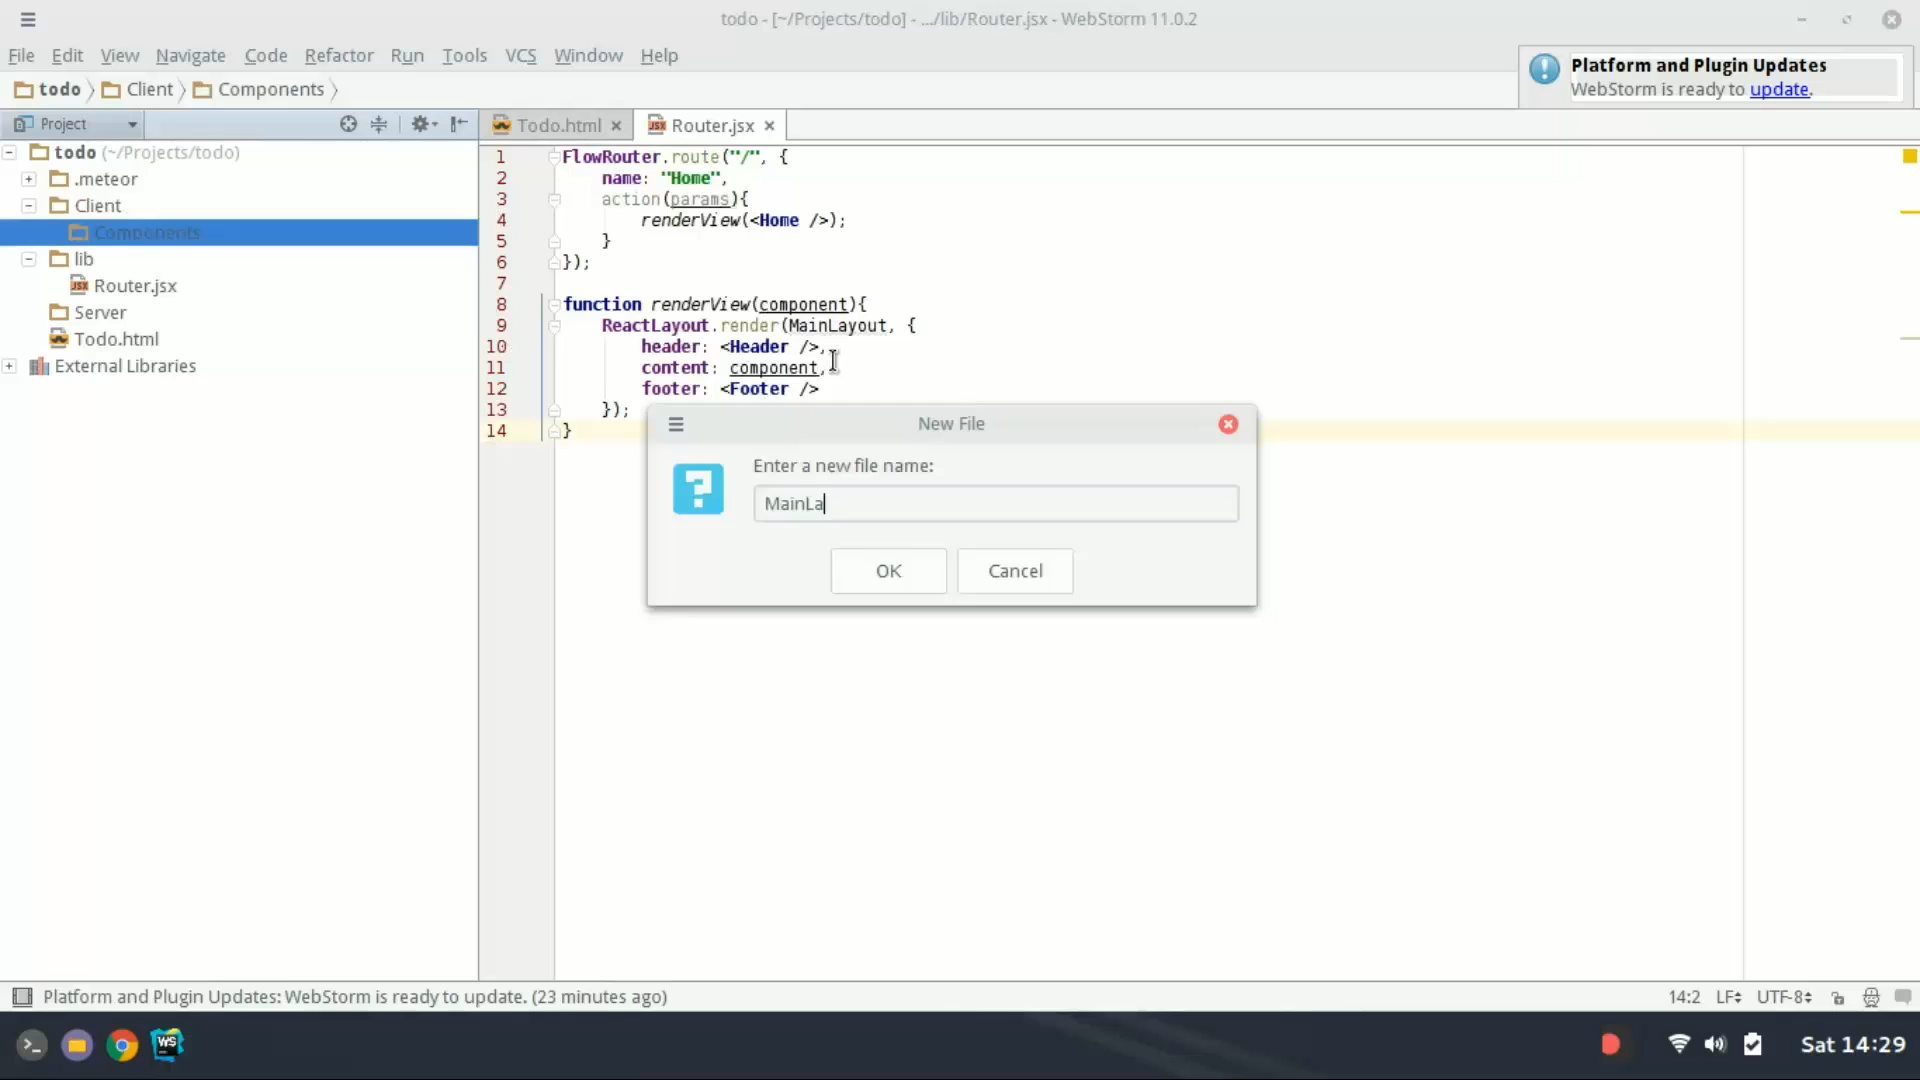 todo - [~/Projects/todo] - .../lib/Router.jsx - WebStorm 11.0.2
File Edit View Navigate Code Refactor Run Tools VCS Window Help
Platform and Plugin Updates
WebStorm is ready to update.
todo Client Components
Project
Todo.html Router.jsx
todo (~/Projects/todo)
.meteor
Client
Components
lib
Router.jsx
Server
Todo.html
External Libraries
1 FlowRouter.route("/", {
2 name: "Home",
3 action(params){
4 renderView(<Home />);
5 }
6 });
7
8 function renderView(component){
9 ReactLayout.render(MainLayout, {
10 header: <Header />,
11 content: component,
12 footer: <Footer />
13 });
14 }
New File
Enter a new file name:
MainLa
OK Cancel
Platform and Plugin Updates: WebStorm is ready to update. (23 minutes ago)
14:2 LF UTF-8
WS
Sat 14:29